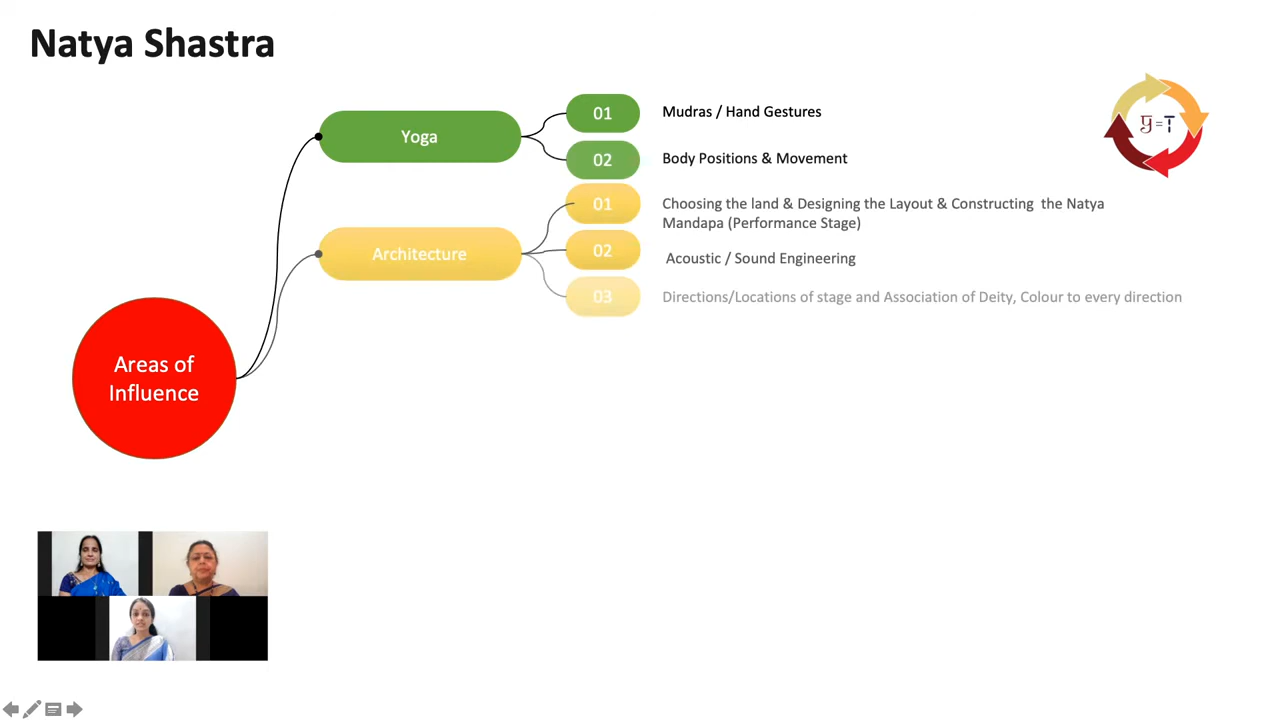 Natya Shastra
Yoga
01
Mudras / Hand Gestures
02
Body Positions & Movement
Architecture
01
Choosing the land & Designing the Layout & Constructing the Natya
Mandapa (Performance Stage)
02
Acoustic / Sound Engineering
03
Directions/Locations of stage and Association of Deity, Colour to every direction
Areas of
Influence